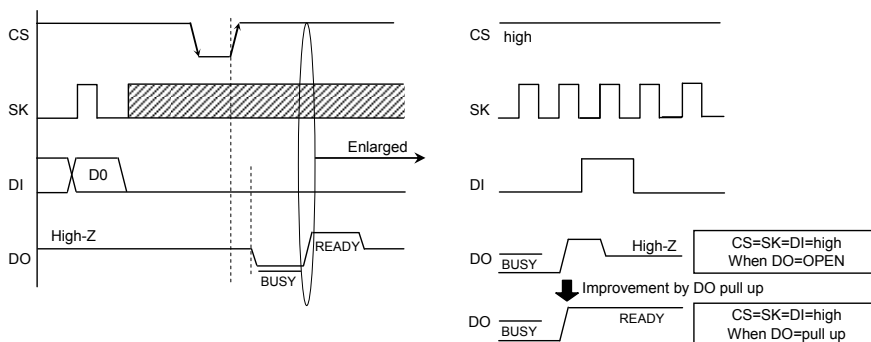 CS
SK
DI
D0
High-Z
DO
BUSY
READY
Enlarged
CS
high
SK
DI
DO
BUSY
High-Z
CS=SK=DI=high
When DO=OPEN
Improvement by DO pull up
DO
BUSY
READY
CS=SK=DI=high
When DO=pull up